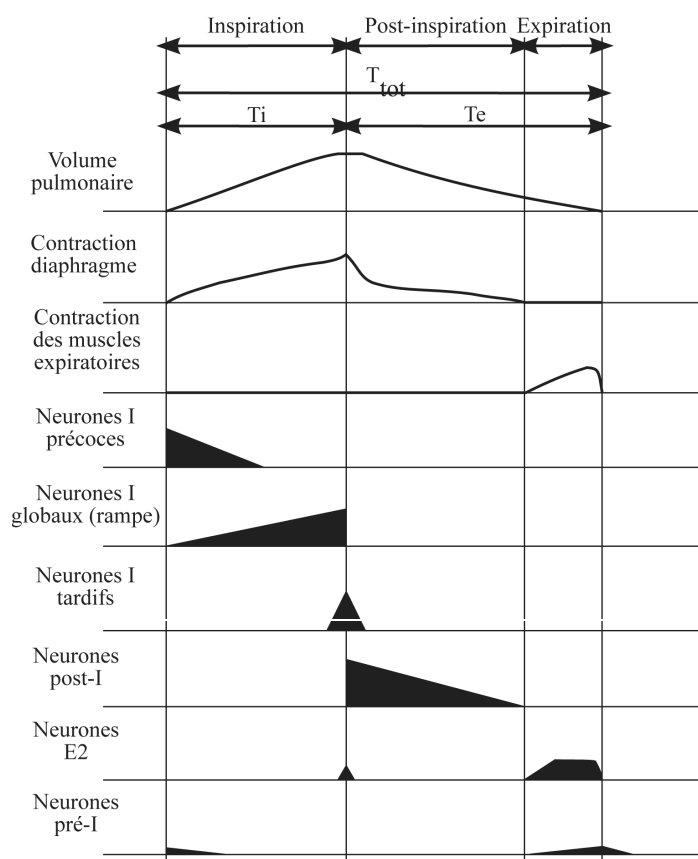 Inspiration Post-inspiration Expiration
T
tot
Ti Te
Volume
pulmonaire
Contraction
diaphragme
Contraction
des muscles
expiratoires
Neurones I
précoces
Neurones I
globaux (rampe)
Neurones I
tardifs
Neurones
post-I
Neurones
E2
Neurones
pré-I